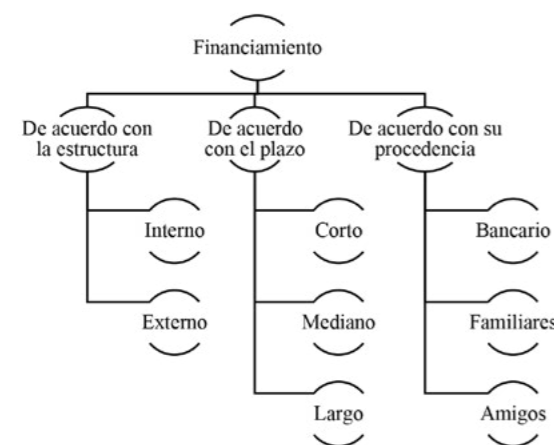 Financiamiento
De acuerdo con
la estructura
De acuerdo
con el plazo
De acuerdo con su
procedencia
Interno
Corto
Bancario
Externo
Mediano
Familiares
Largo
Amigos